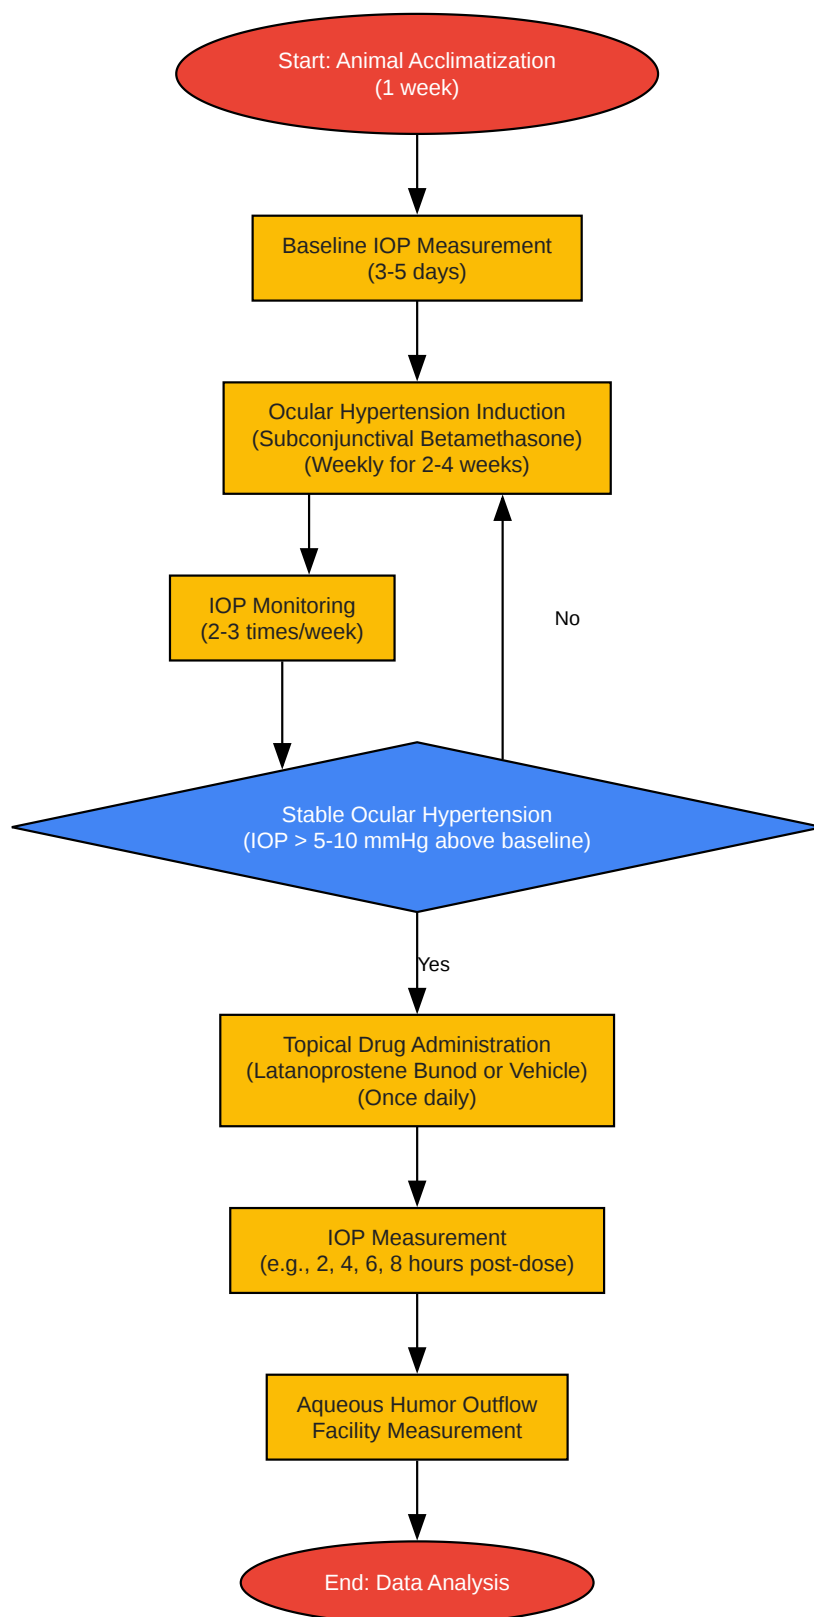 Start: Animal Acclimatization
(1 week)
Baseline IOP Measurement
(3-5 days)
Ocular Hypertension Induction
(Subconjunctival Betamethasone)
(Weekly for 2-4 weeks)
IOP Monitoring
(2-3 times/week)
No
Stable Ocular Hypertension
(IOP > 5-10 mmHg above baseline)
Yes
Topical Drug Administration
(Latanoprostene Bunod or Vehicle)
(Once daily)
IOP Measurement
(e.g., 2, 4, 6, 8 hours post-dose)
Aqueous Humor Outflow
Facility Measurement
End: Data Analysis